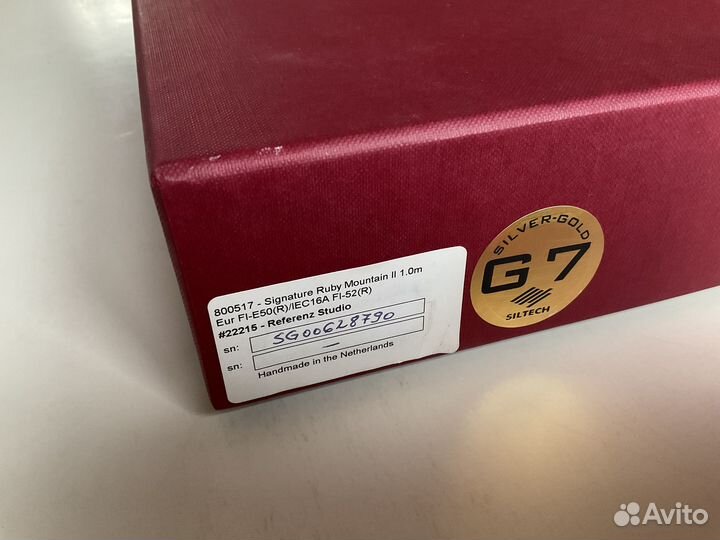 800517 - Signature Ruby Mountain II 1.0m
Eur FI-E50(R)/IEC16A FI-52(R)
#22215 - Referenz Studio
sn: SG00628790
sn: —
Handmade in the Netherlands
SILVER-GOLD
G7
SILTECH
Avito